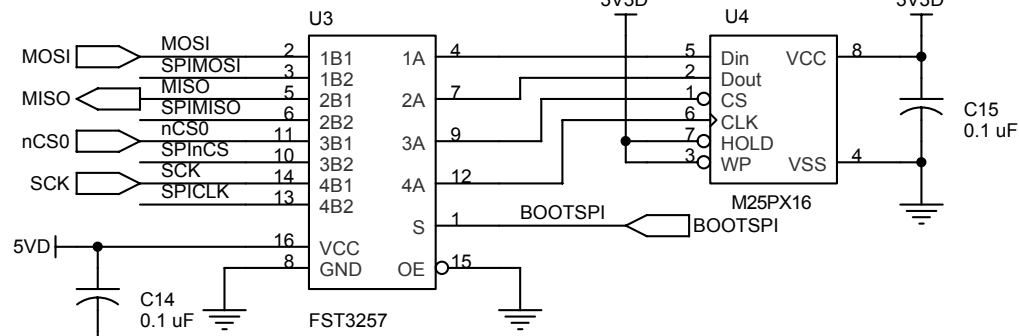 3V3D
3V3D
U3
U4
MOSI
MOSI
2
1B1
1A
4
5
Din
VCC
8
SPIMOSI
3
1B2
2
Dout
MISO
MISO
5
2B1
2A
7
1
CS
C15
0.1 uF
SPIMISO
6
2B2
6
CLK
nCS0
nCS0
11
3B1
3A
9
7
HOLD
SPInCS
10
3B2
3
WP
VSS
4
SCK
SCK
14
4B1
4A
12
SPICLK
13
4B2
M25PX16
S
1
BOOTSPI
BOOTSPI
5VD
16
VCC
8
GND
OE
15
C14
0.1 uF
FST3257